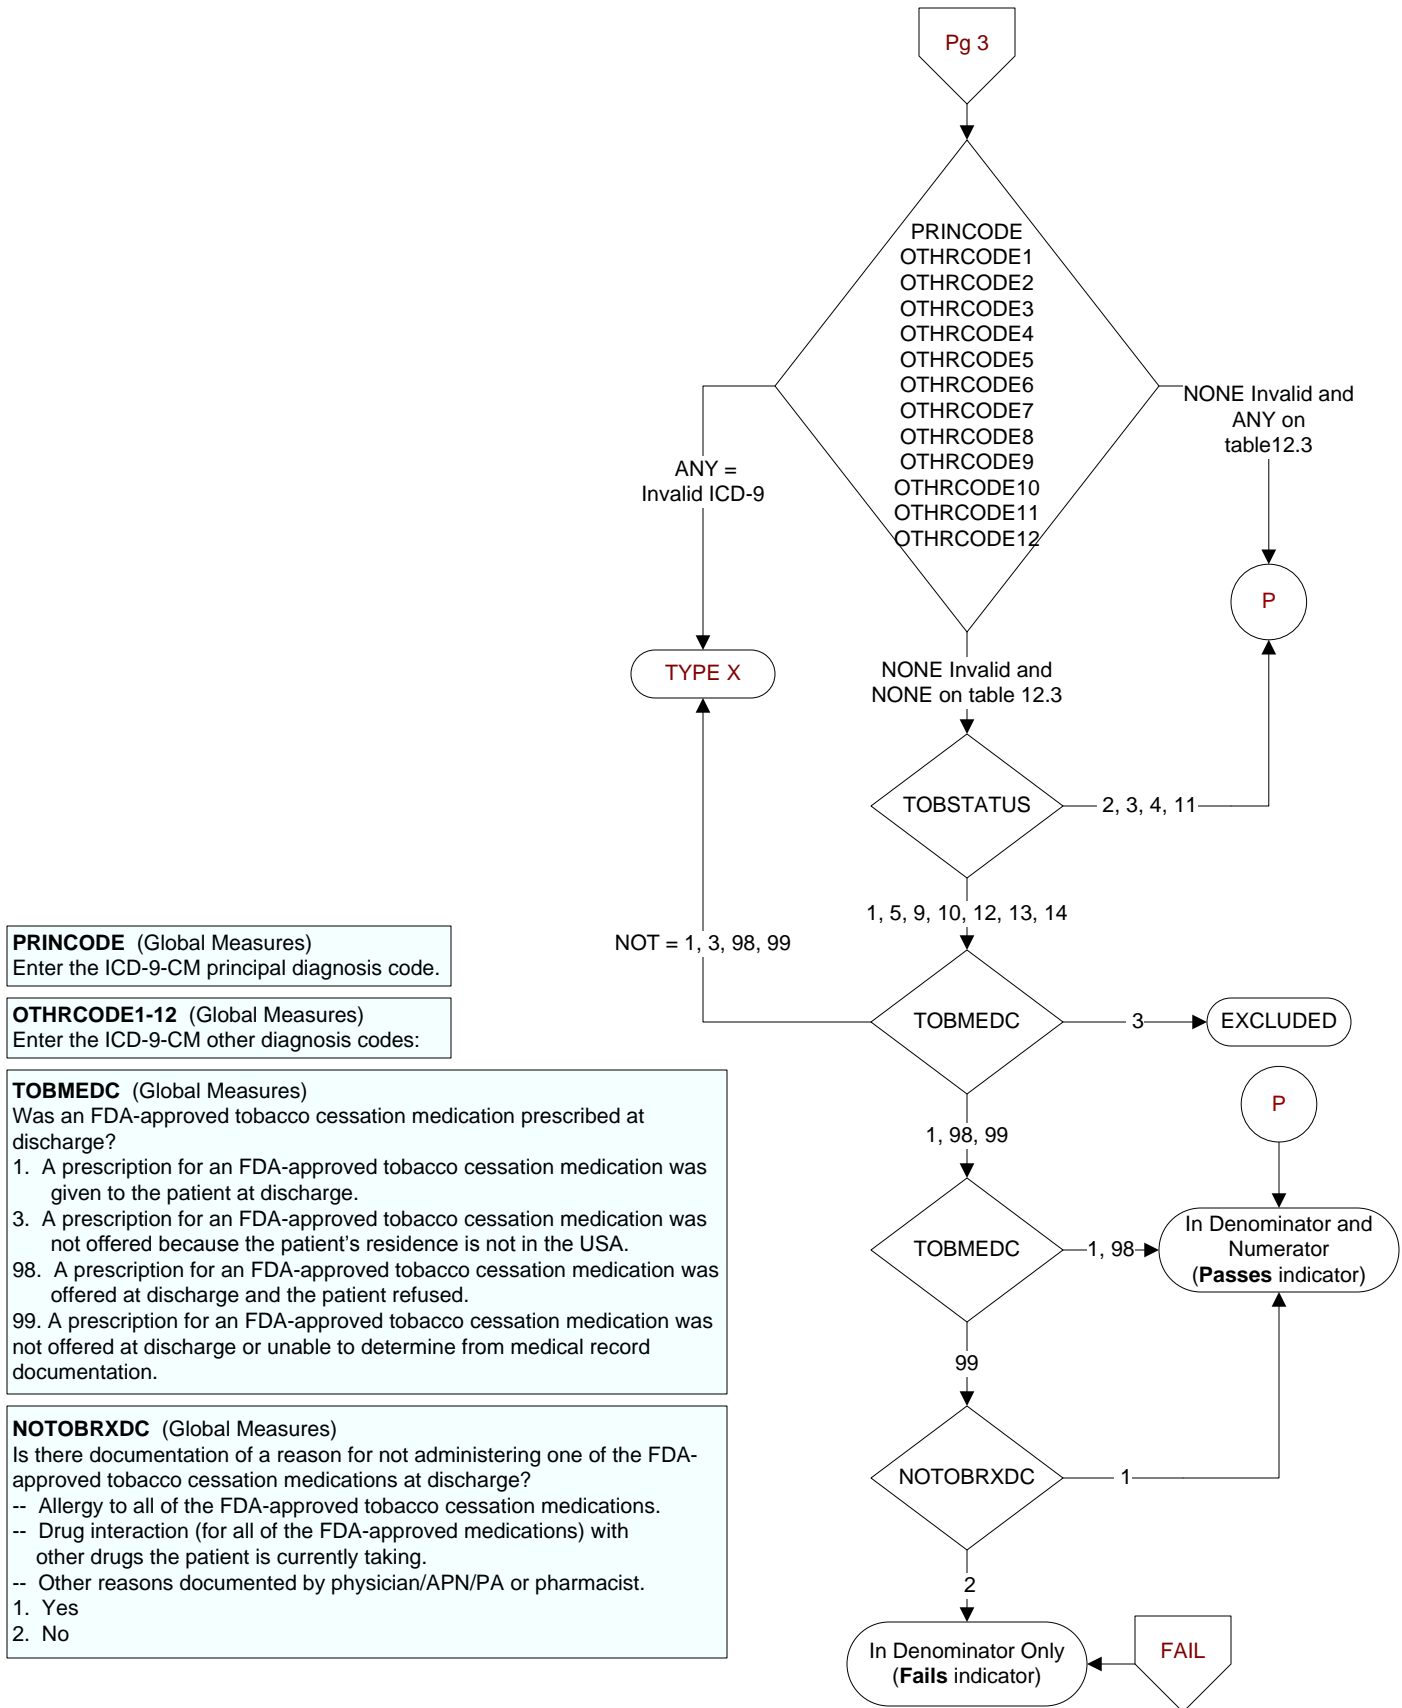 Pg 3
PRINCODE
OTHRCODE1
OTHRCODE2
OTHRCODE3
OTHRCODE4
OTHRCODE5
OTHRCODE6
OTHRCODE7
OTHRCODE8
OTHRCODE9
OTHRCODE10
OTHRCODE11
OTHRCODE12
NONE Invalid and
ANY on
table12.3
ANY =
Invalid ICD-9
P
TYPE X
NONE Invalid and
NONE on table 12.3
TOBSTATUS
2, 3, 4, 11
1, 5, 9, 10, 12, 13, 14
NOT = 1, 3, 98, 99
TOBMEDC
3
EXCLUDED
P
1, 98, 99
TOBMEDC
1, 98
In Denominator and
Numerator
(Passes indicator)
99
NOTOBRXDC
1
2
In Denominator Only
(Fails indicator)
FAIL
PRINCODE (Global Measures)
Enter the ICD-9-CM principal diagnosis code.
OTHRCODE1-12 (Global Measures)
Enter the ICD-9-CM other diagnosis codes:
TOBMEDC (Global Measures)
Was an FDA-approved tobacco cessation medication prescribed at
discharge?
1. A prescription for an FDA-approved tobacco cessation medication was
given to the patient at discharge.
3. A prescription for an FDA-approved tobacco cessation medication was
not offered because the patient's residence is not in the USA.
98. A prescription for an FDA-approved tobacco cessation medication was
offered at discharge and the patient refused.
99. A prescription for an FDA-approved tobacco cessation medication was
not offered at discharge or unable to determine from medical record
documentation.
NOTOBRXDC (Global Measures)
Is there documentation of a reason for not administering one of the FDA-
approved tobacco cessation medications at discharge?
-- Allergy to all of the FDA-approved tobacco cessation medications.
-- Drug interaction (for all of the FDA-approved medications) with
other drugs the patient is currently taking.
-- Other reasons documented by physician/APN/PA or pharmacist.
1. Yes
2. No